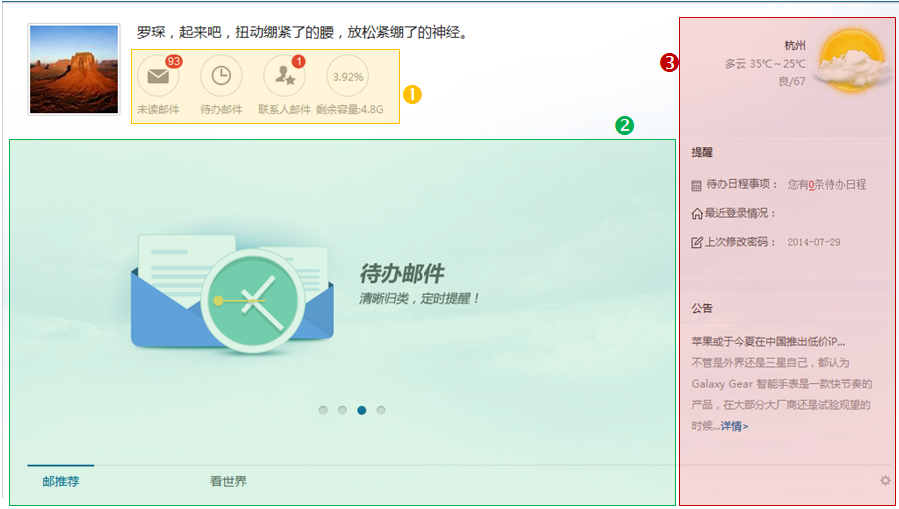 罗琛，起来吧，扭动绷紧了的腰，放松紧绷了的神经。
93
1
3.92%
未读邮件
待办邮件
联系人邮件
剩余容量:4.8G
1
2
待办邮件
清晰归类，定时提醒！
邮推荐
看世界
3
杭州
多云 35℃～25℃
良/67
提醒
待办日程事项： 您有0条待办日程
最近登录情况：
上次修改密码： 2014-07-29
公告
苹果或于今夏在中国推出低价iP...
不管是外界还是三星自己，都认为
Galaxy Gear 智能手表是一款快节奏的
产品，在大部分大厂商还是试验观望的
时候...详情>